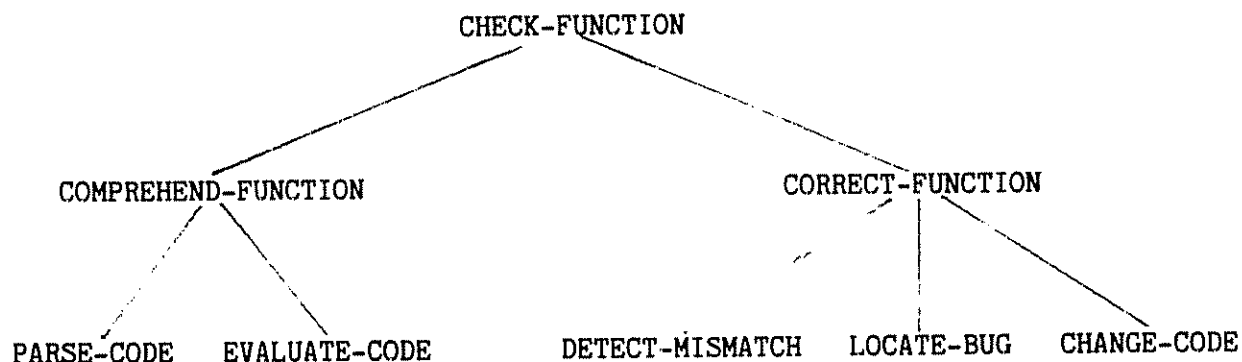 CHECK-FUNCTION
COMPREHEND-FUNCTION CORRECT-FUNCTION
PARSE-CODE EVALUATE-CODE DETECT-MISMATCH LOCATE-BUG CHANGE-CODE